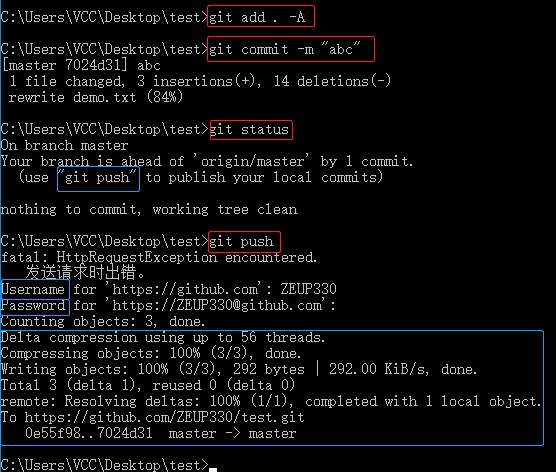 C:\Users\VCC\Desktop\test>git add . -A
C:\Users\VCC\Desktop\test>git commit -m "abc"
[master 7024d31] abc
 1 file changed, 3 insertions(+), 14 deletions(-)
 rewrite demo.txt (84%)
C:\Users\VCC\Desktop\test>git status
On branch master
Your branch is ahead of 'origin/master' by 1 commit.
  (use "git push" to publish your local commits)
nothing to commit, working tree clean
C:\Users\VCC\Desktop\test>git push
fatal: HttpRequestException encountered.
   发送请求时出错。
Username for 'https://github.com': ZEUP330
Password for 'https://ZEUP330@github.com':
Counting objects: 3, done.
Delta compression using up to 56 threads.
Compressing objects: 100% (3/3), done.
Writing objects: 100% (3/3), 292 bytes | 292.00 KiB/s, done.
Total 3 (delta 1), reused 0 (delta 0)
remote: Resolving deltas: 100% (1/1), completed with 1 local object.
To https://github.com/ZEUP330/test.git
   0e55f98..7024d31  master -> master
C:\Users\VCC\Desktop\test>